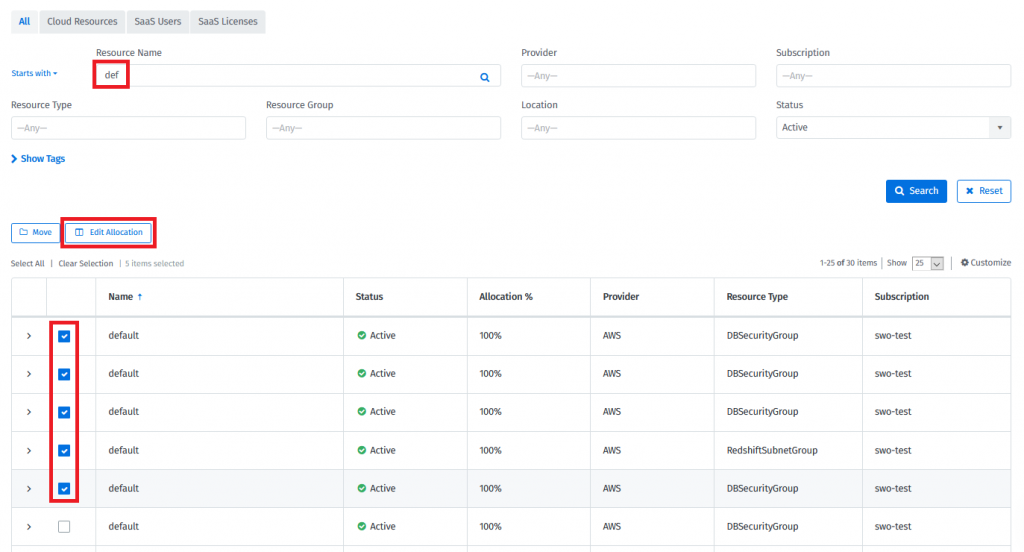 All Cloud Resources SaaS Users SaaS Licenses
Resource Name Provider Subscription
Starts with def —Any— —Any—
Resource Type Resource Group Location Status
—Any— —Any— —Any— Active
Show Tags
Search Reset
Move Edit Allocation
Select All | Clear Selection | 5 items selected 1-25 of 30 items | Show 25 | Customize
Name ↑ Status Allocation % Provider Resource Type Subscription
default Active 100% AWS DBSecurityGroup swo-test
default Active 100% AWS DBSecurityGroup swo-test
default Active 100% AWS DBSecurityGroup swo-test
default Active 100% AWS RedshiftSubnetGroup swo-test
default Active 100% AWS DBSecurityGroup swo-test
default Active 100% AWS DBSecurityGroup swo-test